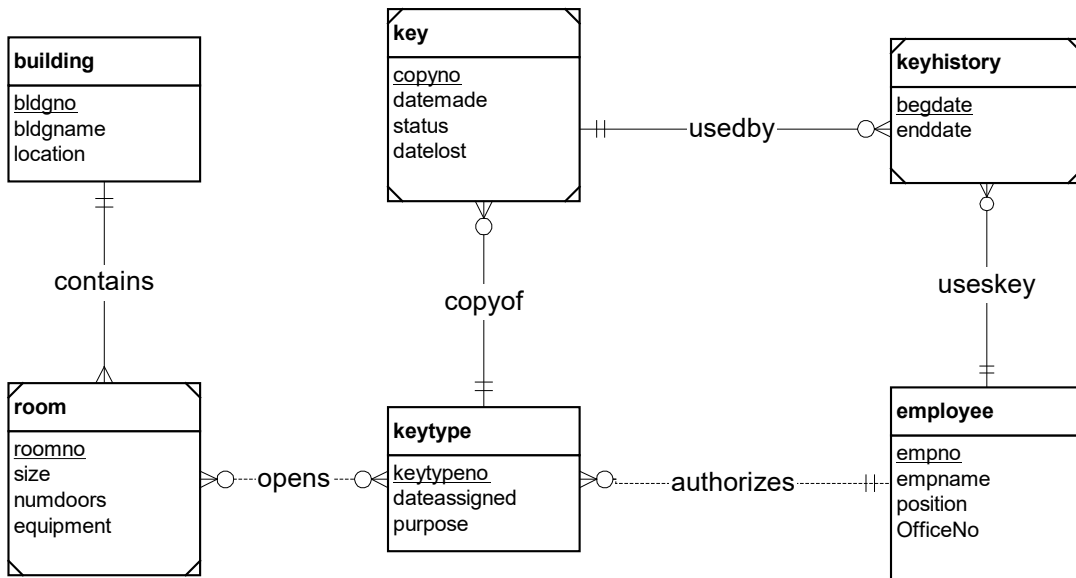 building
bldgno
bldgname
location
key
copyno
datemade
status
datelost
keyhistory
begdate
enddate
usedby
contains
copyof
useskey
room
roomno
size
numdoors
equipment
opens
keytype
keytypeno
dateassigned
purpose
authorizes
employee
empno
empname
position
OfficeNo